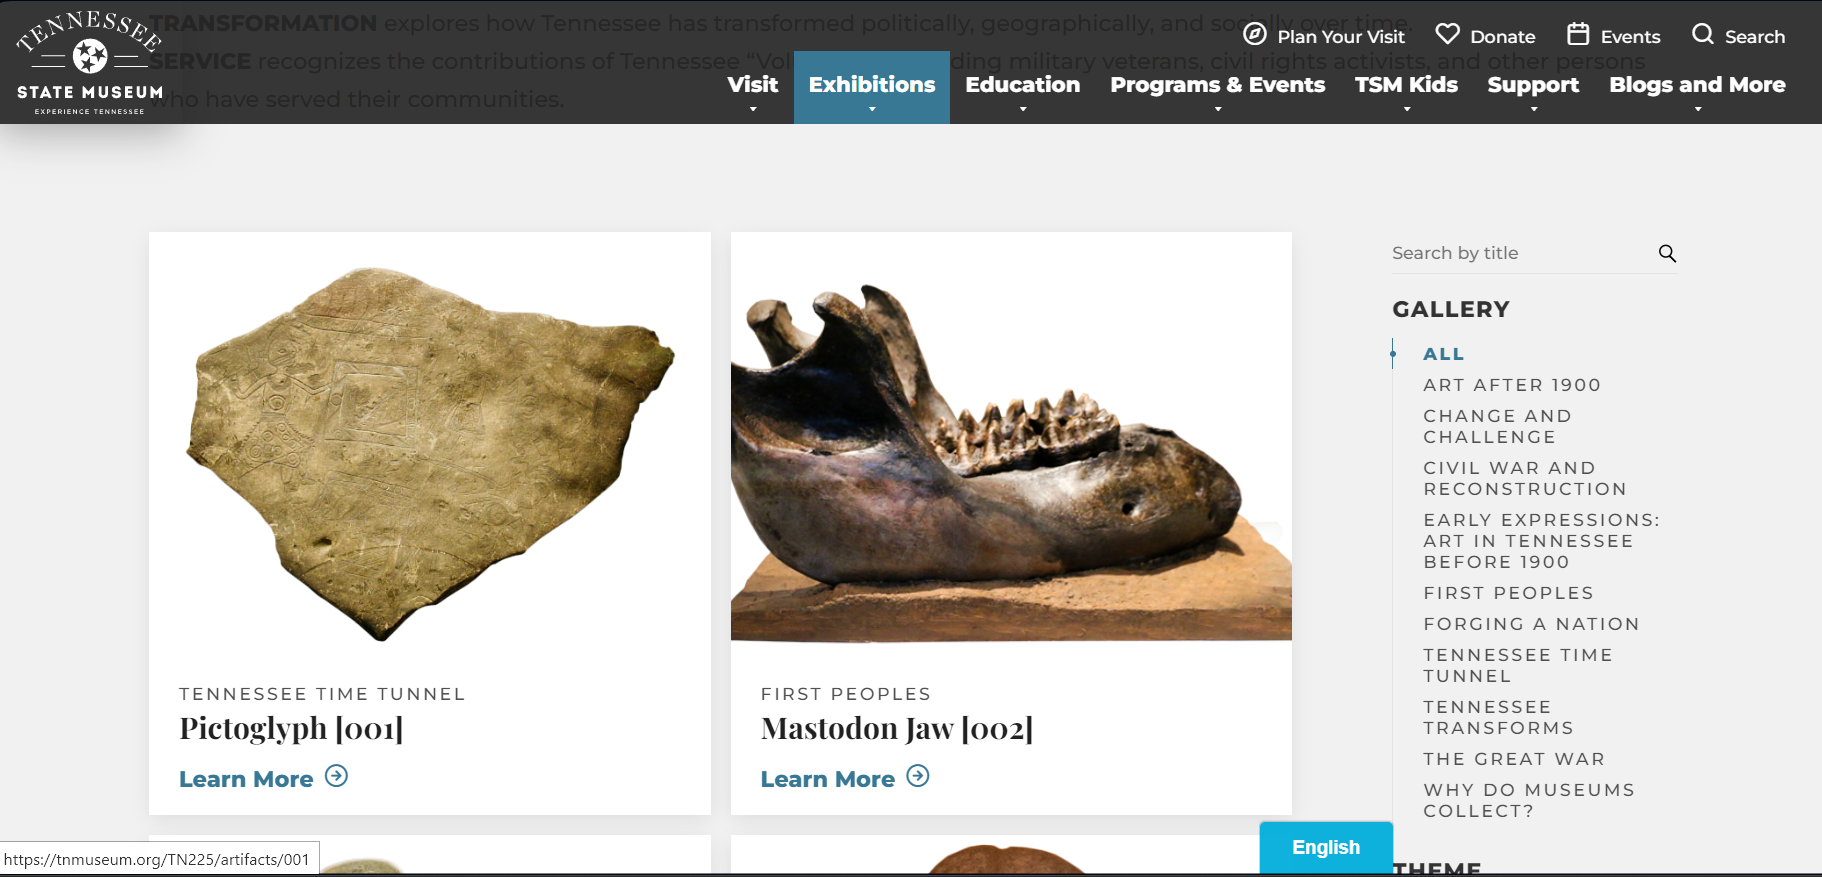 TRANSFORMATION explores how Tennessee has transformed politically, geographically, and socially over time.
SERVICE recognizes the contributions of Tennessee “Vol ding military veterans, civil rights activists, and other persons
who have served their communities.
TENNESSEE
STATE MUSEUM
EXPERIENCE TENNESSEE
Plan Your Visit Donate Events Search
Visit Exhibitions Education Programs & Events TSM Kids Support Blogs and More
TENNESSEE TIME TUNNEL
Pictoglyph [001]
Learn More
FIRST PEOPLES
Mastodon Jaw [002]
Learn More
Search by title
GALLERY
ALL
ART AFTER 1900
CHANGE AND
CHALLENGE
CIVIL WAR AND
RECONSTRUCTION
EARLY EXPRESSIONS:
ART IN TENNESSEE
BEFORE 1900
FIRST PEOPLES
FORGING A NATION
TENNESSEE TIME
TUNNEL
TENNESSEE
TRANSFORMS
THE GREAT WAR
WHY DO MUSEUMS
COLLECT?
THEME
English
https://tnmuseum.org/TN225/artifacts/001